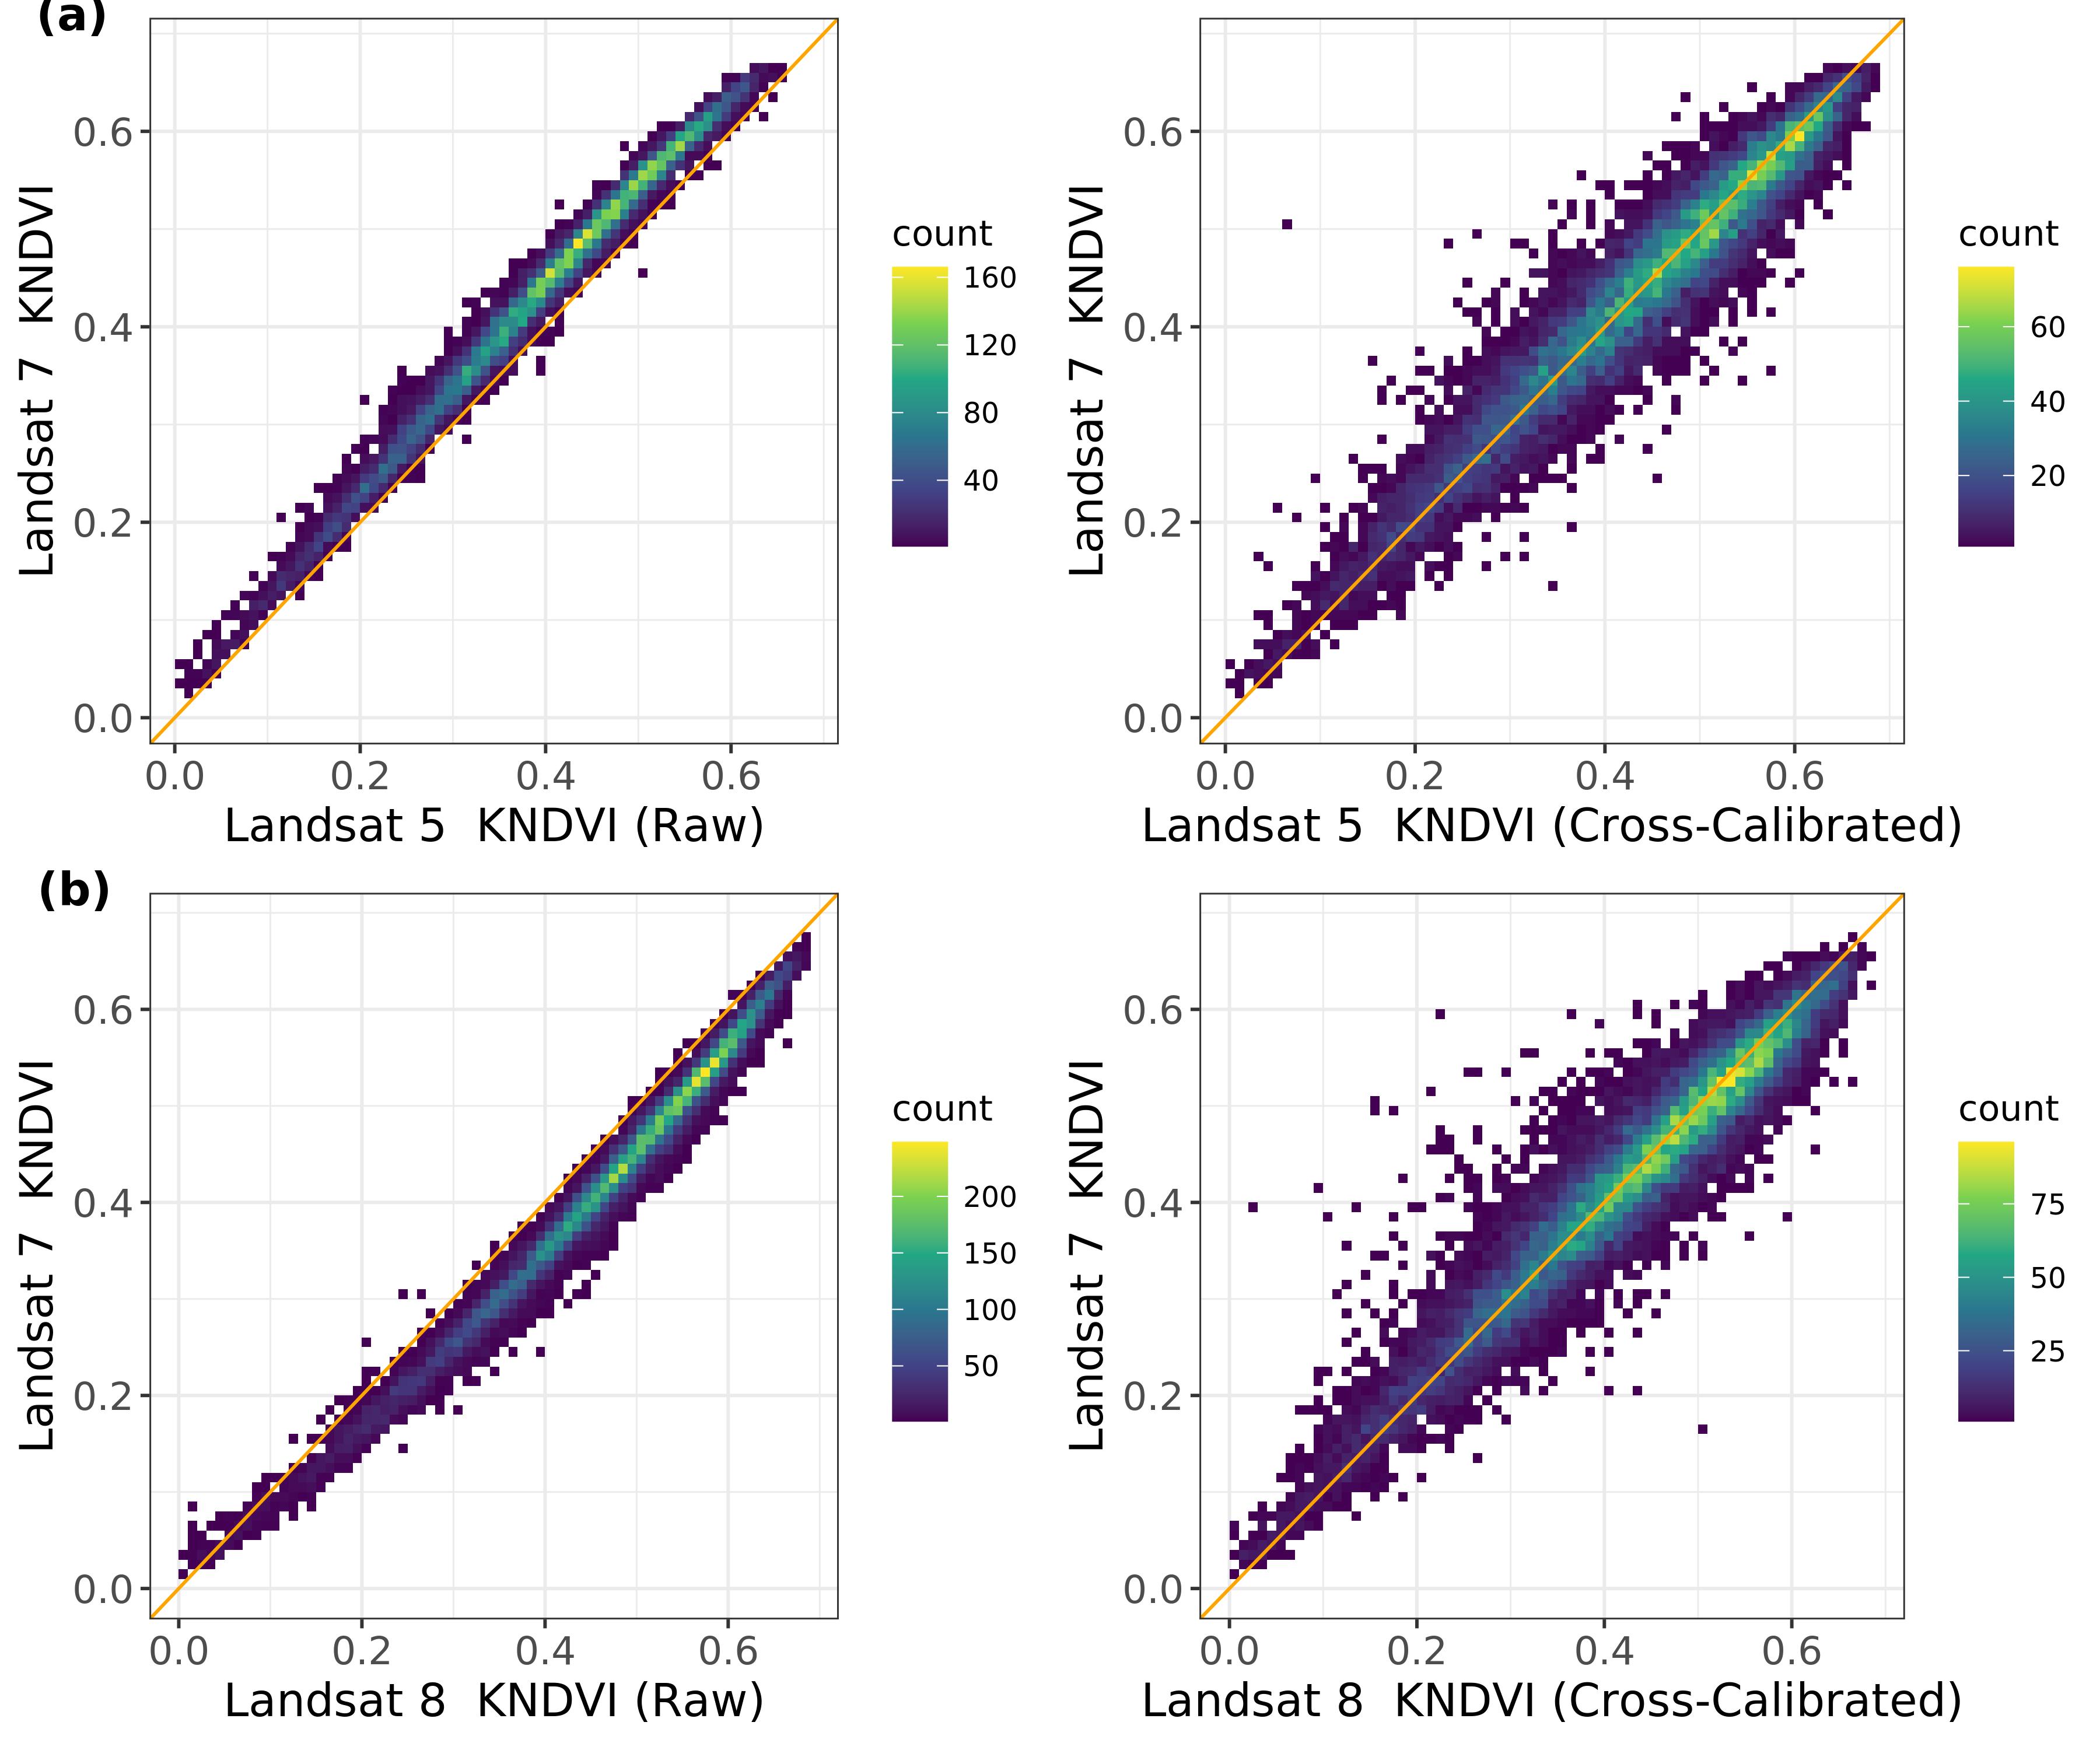 (a)
Landsat 7 KNDVI
0.6
0.4
0.2
0.0
0.0 0.2 0.4 0.6
Landsat 5 KNDVI (Raw)
count
160
120
80
40
Landsat 7 KNDVI
0.6
0.4
0.2
0.0
0.0 0.2 0.4 0.6
Landsat 5 KNDVI (Cross-Calibrated)
count
60
40
20
(b)
Landsat 7 KNDVI
0.6
0.4
0.2
0.0
0.0 0.2 0.4 0.6
Landsat 8 KNDVI (Raw)
count
200
150
100
50
Landsat 7 KNDVI
0.6
0.4
0.2
0.0
0.0 0.2 0.4 0.6
Landsat 8 KNDVI (Cross-Calibrated)
count
75
50
25